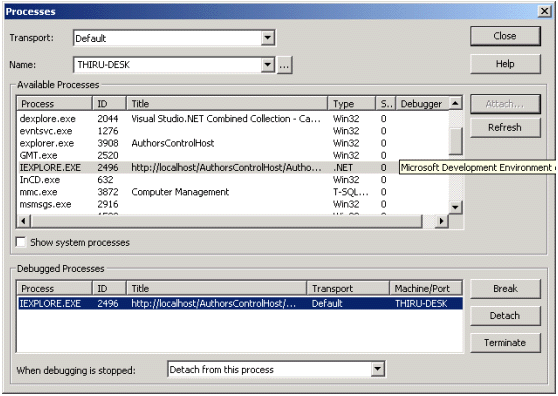 Processes
Transport: Default Close
Name: THIRU-DESK ... Help
Available Processes
Process ID Title Type S.. Debugger Attach...
dexplore.exe 2044 Visual Studio.NET Combined Collection - Ca... Win32 0 Refresh
evntsvc.exe 1276 Win32 0
explorer.exe 3908 AuthorsControlHost Win32 0
GMT.exe 2520 Win32 0
IEXPLORE.EXE 2496 http://localhost/AuthorsControlHost/Autho... .NET 0 Microsoft Development Environment
InCD.exe 632 Win32 0
mmc.exe 3872 Computer Management T-SQL... 0
msmsgs.exe 2916 Win32 0
Show system processes
Debugged Processes
Process ID Title Transport Machine/Port Break
IEXPLORE.EXE 2496 http://localhost/AuthorsControlHost/... Default THIRU-DESK
Detach
Terminate
When debugging is stopped: Detach from this process